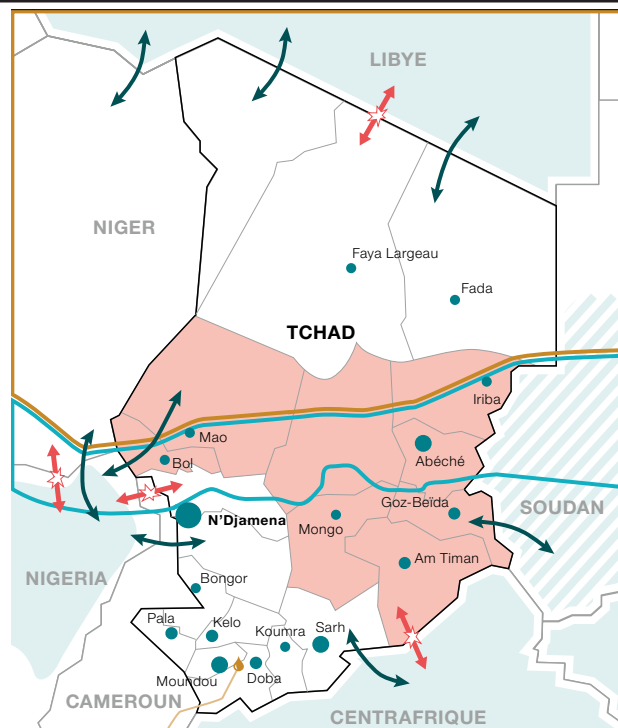 LIBYE
NIGER
Faya Largeau
Fada
TCHAD
Iriba
Mao
Abéché
Bol
Goz-Beïda
SOUDAN
N'Djamena
Mongo
Am Timan
NIGERIA
Bongor
Pala
Kelo
Koumra
Sarh
Moundou
Doba
CAMEROUN
CENTRAFRIQUE